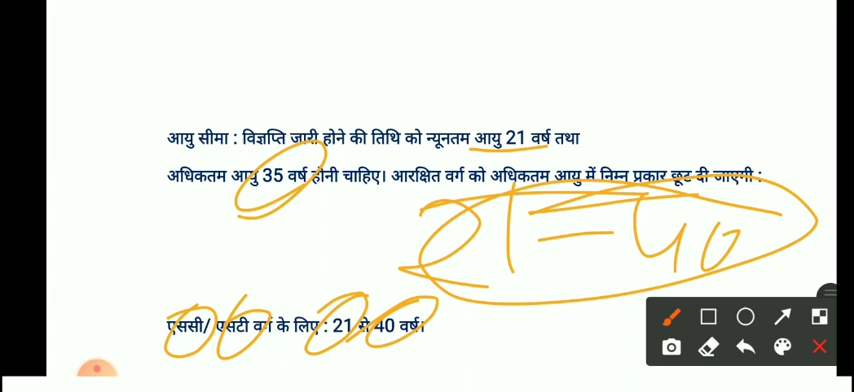 आयु सीमा : विज्ञप्ति जारी होने की तिथि को न्यूनतम आयु 21 वर्ष तथा
अधिकतम आयु 35 वर्ष होनी चाहिए। आरक्षित वर्ग को अधिकतम आयु में निम्न प्रकार छूट दी जाएगी :
21 = 40
एससी/ एसटी वर्ग के लिए : 21 से 40 वर्ष।